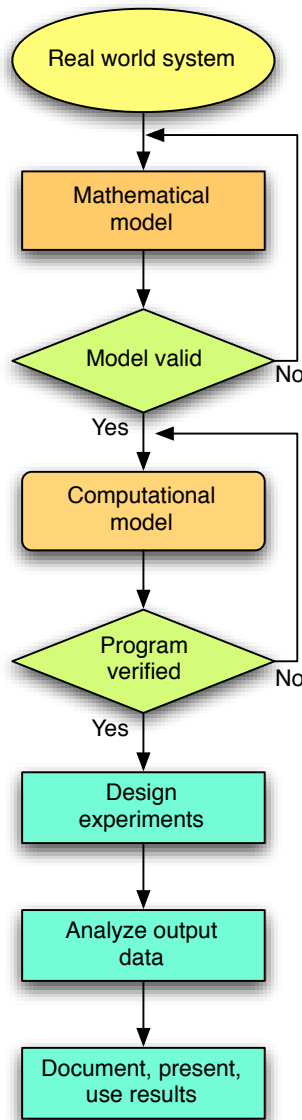 Real world system
Mathematical
model
Model valid
No
Yes
Computational
model
Program
verified
No
Yes
Design
experiments
Analyze output
data
Document, present,
use results